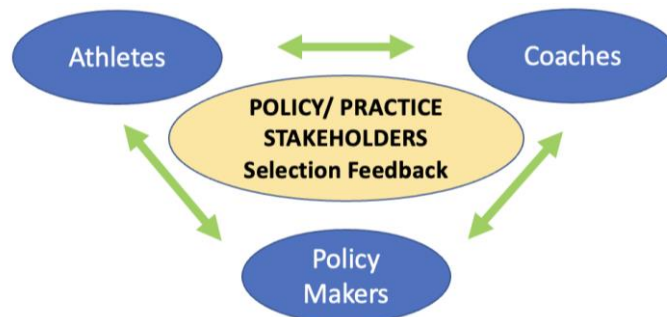 Athletes
Coaches
POLICY/ PRACTICE
STAKEHOLDERS
Selection Feedback
Policy
Makers